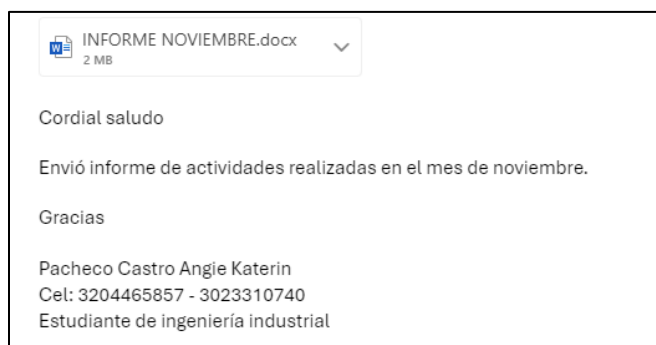 INFORME NOVIEMBRE.docx
2 MB
Cordial saludo
Envió informe de actividades realizadas en el mes de noviembre.
Gracias
Pacheco Castro Angie Katerin
Cel: 3204465857 - 3023310740
Estudiante de ingeniería industrial